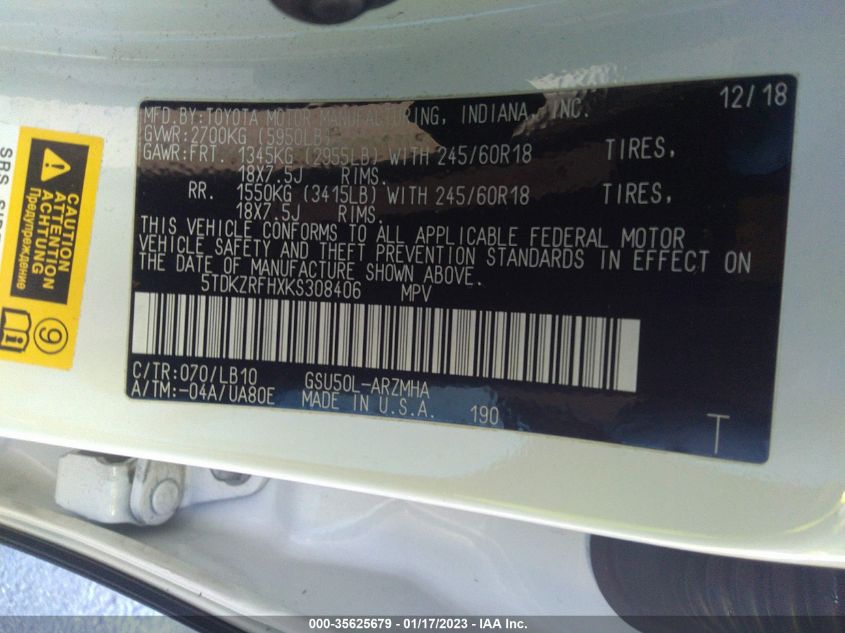 MFD.BY:TOYOTA MOTOR MANUFACTURING, INDIANA, INC. 12/18
GVWR:2700KG (5950LB)
GAWR:FRT. 1345KG (2955LB) WITH 245/60R18 TIRES,
18X7.5J RIMS.
RR. 1550KG (3415LB) WITH 245/60R18 TIRES,
18X7.5J RIMS.
THIS VEHICLE CONFORMS TO ALL APPLICABLE FEDERAL MOTOR
VEHICLE SAFETY AND THEFT PREVENTION STANDARDS IN EFFECT ON
THE DATE OF MANUFACTURE SHOWN ABOVE.
5TDKZRFHXKS308406 MPV
C/TR:070/LB10 GSU50L-ARZMHA
A/TM:-04A/UA80E MADE IN U.S.A. 190
T
CAUTION
ATTENTION
ACHTUNG
Предупреждение
9
SRS
000-35625679 - 01/17/2023 - IAA Inc.